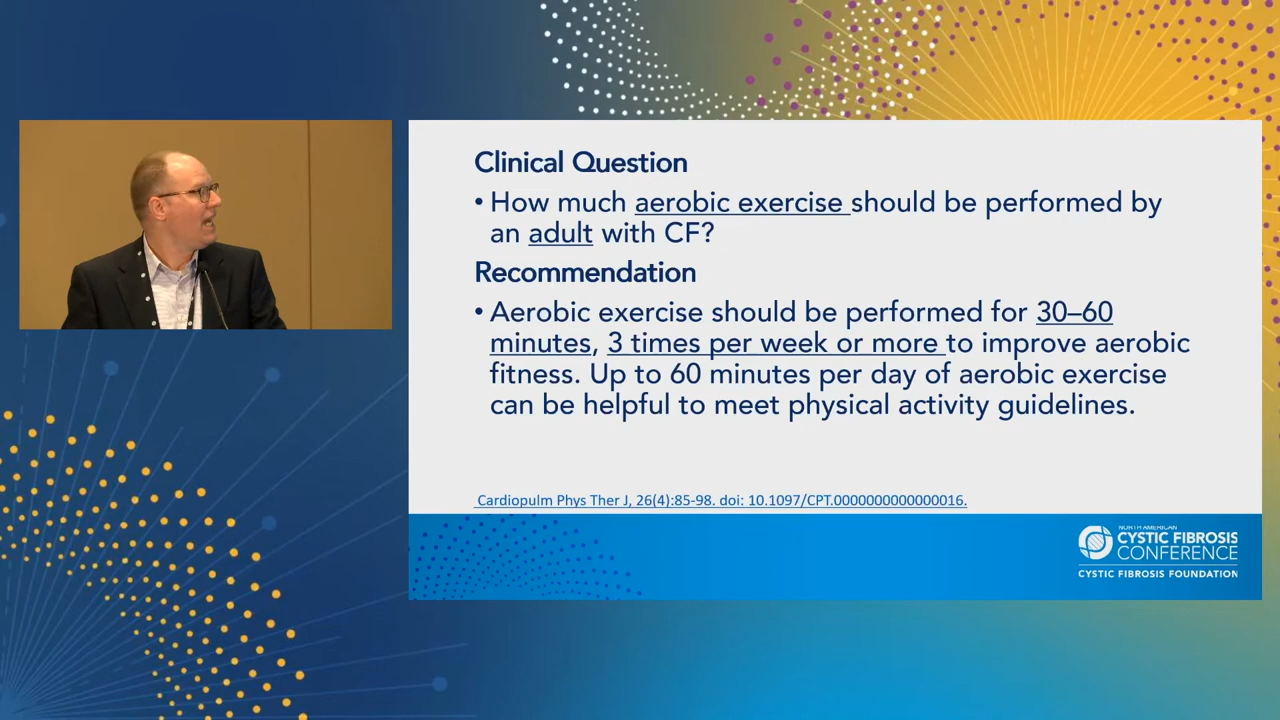 Clinical Question
• How much aerobic exercise should be performed by
an adult with CF?
Recommendation
• Aerobic exercise should be performed for 30–60
minutes, 3 times per week or more to improve aerobic
fitness. Up to 60 minutes per day of aerobic exercise
can be helpful to meet physical activity guidelines.
Cardiopulm Phys Ther J, 26(4):85-98. doi: 10.1097/CPT.0000000000000016.
NORTH AMERICAN
CYSTIC FIBROSIS
CONFERENCE
CYSTIC FIBROSIS FOUNDATION